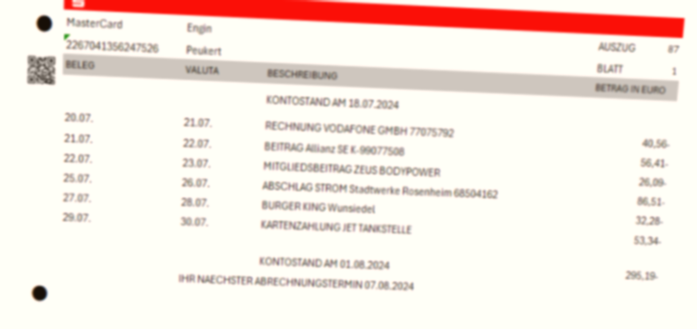 S
MasterCard Engin
2267041356247526 Peukert AUSZUG 87
BLATT 1
BELEG VALUTA BESCHREIBUNG BETRAG IN EURO
KONTOSTAND AM 18.07.2024
20.07. 21.07. RECHNUNG VODAFONE GMBH 77075792 40,56-
21.07. 22.07. BEITRAG Allianz SE K-99077508 56,41-
22.07. 23.07. MITGLIEDSBEITRAG ZEUS BODYPOWER 26,09-
25.07. 26.07. ABSCHLAG STROM Stadtwerke Rosenheim 68504162 86,51-
27.07. 28.07. BURGER KING Wunsiedel 32,28-
29.07. 30.07. KARTENZAHLUNG JET TANKSTELLE 53,34-
KONTOSTAND AM 01.08.2024 295,19-
IHR NAECHSTER ABRECHNUNGSTERMIN 07.08.2024